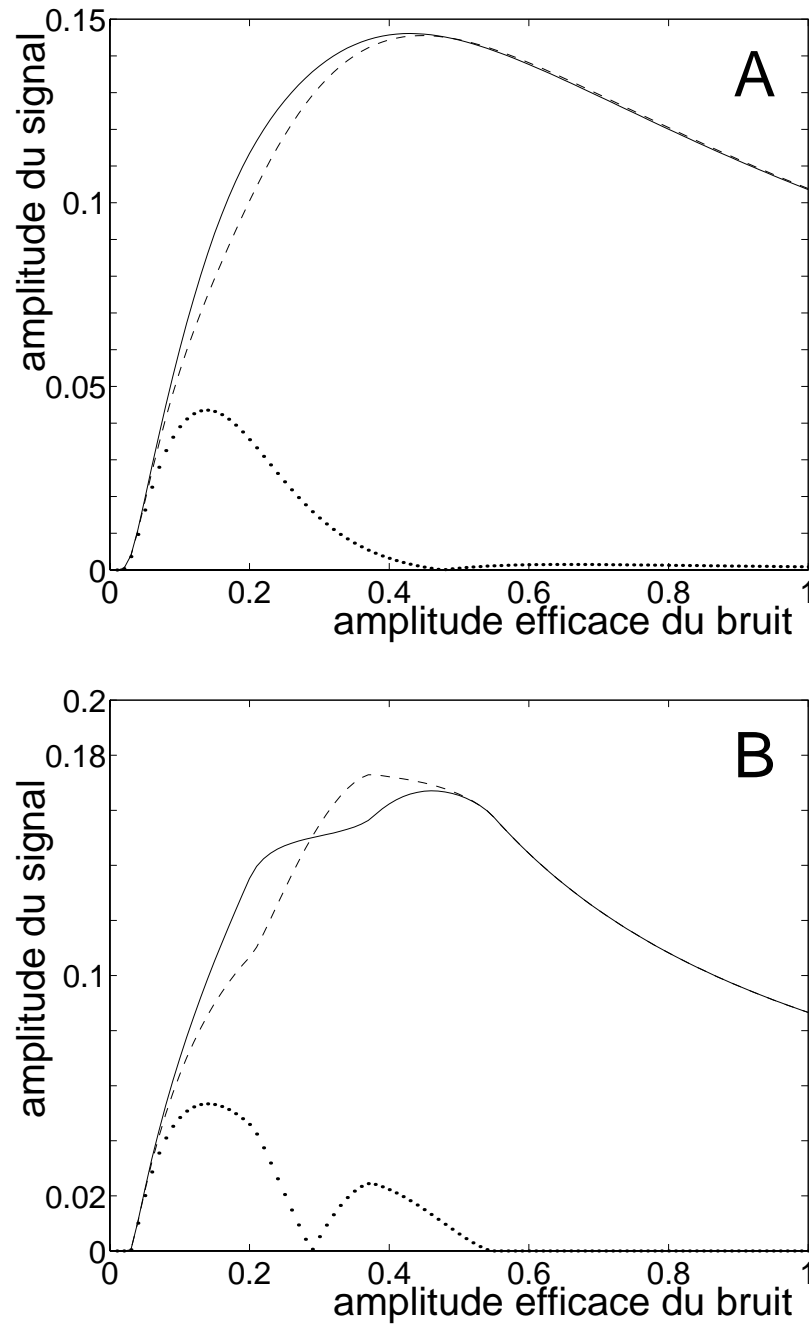 0.15
A
0.1
0.05
0
amplitude du signal
0 0.2 0.4 0.6 0.8 1
amplitude efficace du bruit
0.2
0.18
B
0.1
0.02
0
amplitude du signal
0 0.2 0.4 0.6 0.8 1
amplitude efficace du bruit